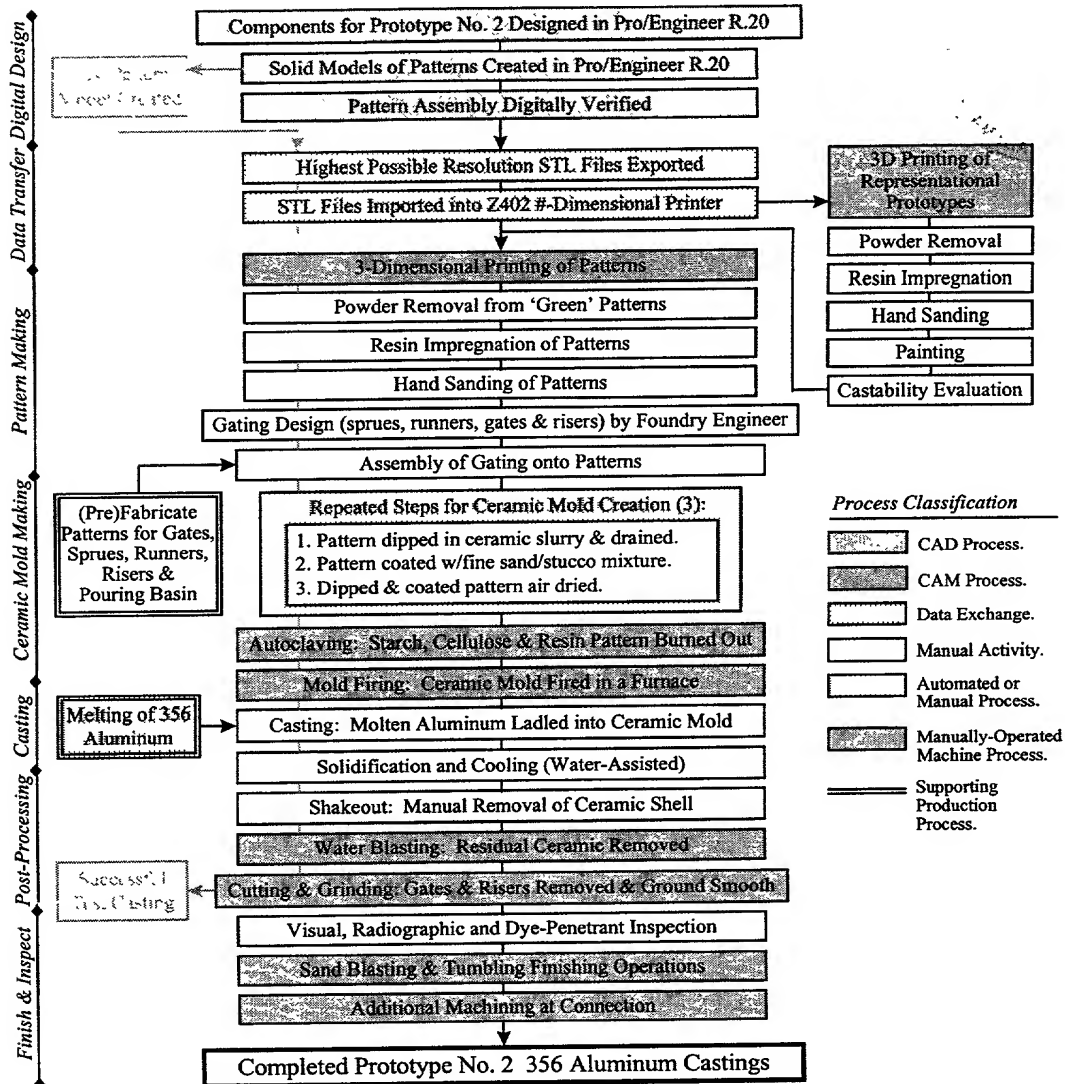 Components for Prototype No. 2 Designed in Pro/Engineer R.20
Solid Models of Patterns Created in Pro/Engineer R.20
Pattern Assembly Digitally Verified
Highest Possible Resolution STL Files Exported
STL Files Imported into Z402 #-Dimensional Printer
3-Dimensional Printing of Patterns
Powder Removal from ‘Green’ Patterns
Resin Impregnation of Patterns
Hand Sanding of Patterns
Gating Design (sprues, runners, gates & risers) by Foundry Engineer
Assembly of Gating onto Patterns
Repeated Steps for Ceramic Mold Creation (3):
1. Pattern dipped in ceramic slurry & drained.
2. Pattern coated w/fine sand/stucco mixture.
3. Dipped & coated pattern air dried.
Autoclaving: Starch, Cellulose & Resin Pattern Burned Out
Mold Firing: Ceramic Mold Fired in a Furnace
Casting: Molten Aluminum Ladled into Ceramic Mold
Solidification and Cooling (Water-Assisted)
Shakeout: Manual Removal of Ceramic Shell
Water Blasting: Residual Ceramic Removed
Cutting & Grinding: Gates & Risers Removed & Ground Smooth
Visual, Radiographic and Dye-Penetrant Inspection
Sand Blasting & Tumbling Finishing Operations
Additional Machining at Connection
Completed Prototype No. 2 356 Aluminum Castings
3D Printing of
Representational
Prototypes
Powder Removal
Resin Impregnation
Hand Sanding
Painting
Castability Evaluation
(Pre)Fabricate
Patterns for Gates,
Sprues, Runners,
Risers &
Pouring Basin
Melting of 356
Aluminum
Casting
Digital Design
Data Transfer
Pattern Making
Ceramic Mold Making
Casting
Post-Processing
Finish & Inspect
Process Classification
CAD Process.
CAM Process.
Data Exchange.
Manual Activity.
Automated or
Manual Process.
Manually-Operated
Machine Process.
Supporting
Production
Process.